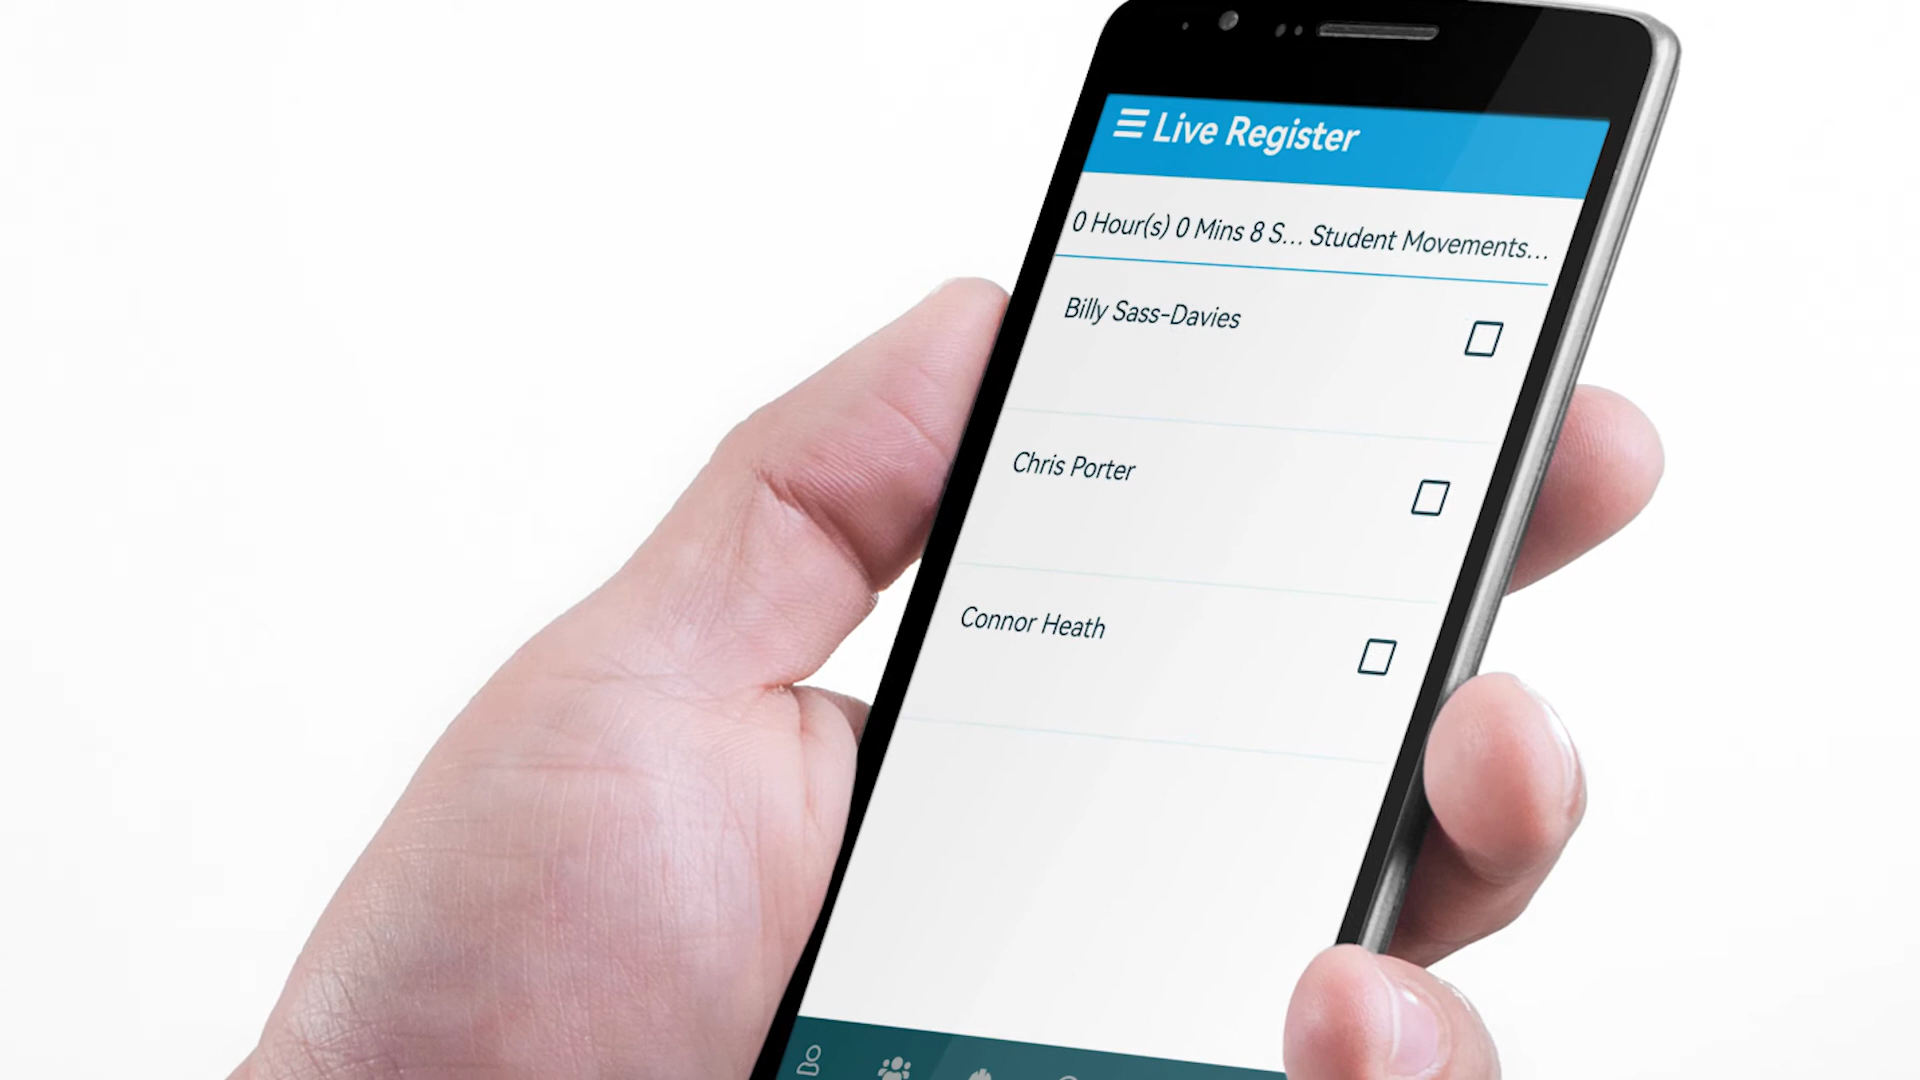 Live Register
0 Hour(s) 0 Mins 8 S... Student Movements...
Billy Sass-Davies
Chris Porter
Connor Heath